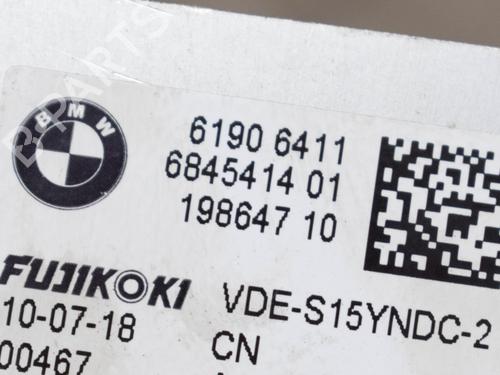 B-PARTS
BMW
6190 6411
6845414 01
198647 10
FUJIKOKI
VDE-S15YNDC-2
10-07-18
CN
00467